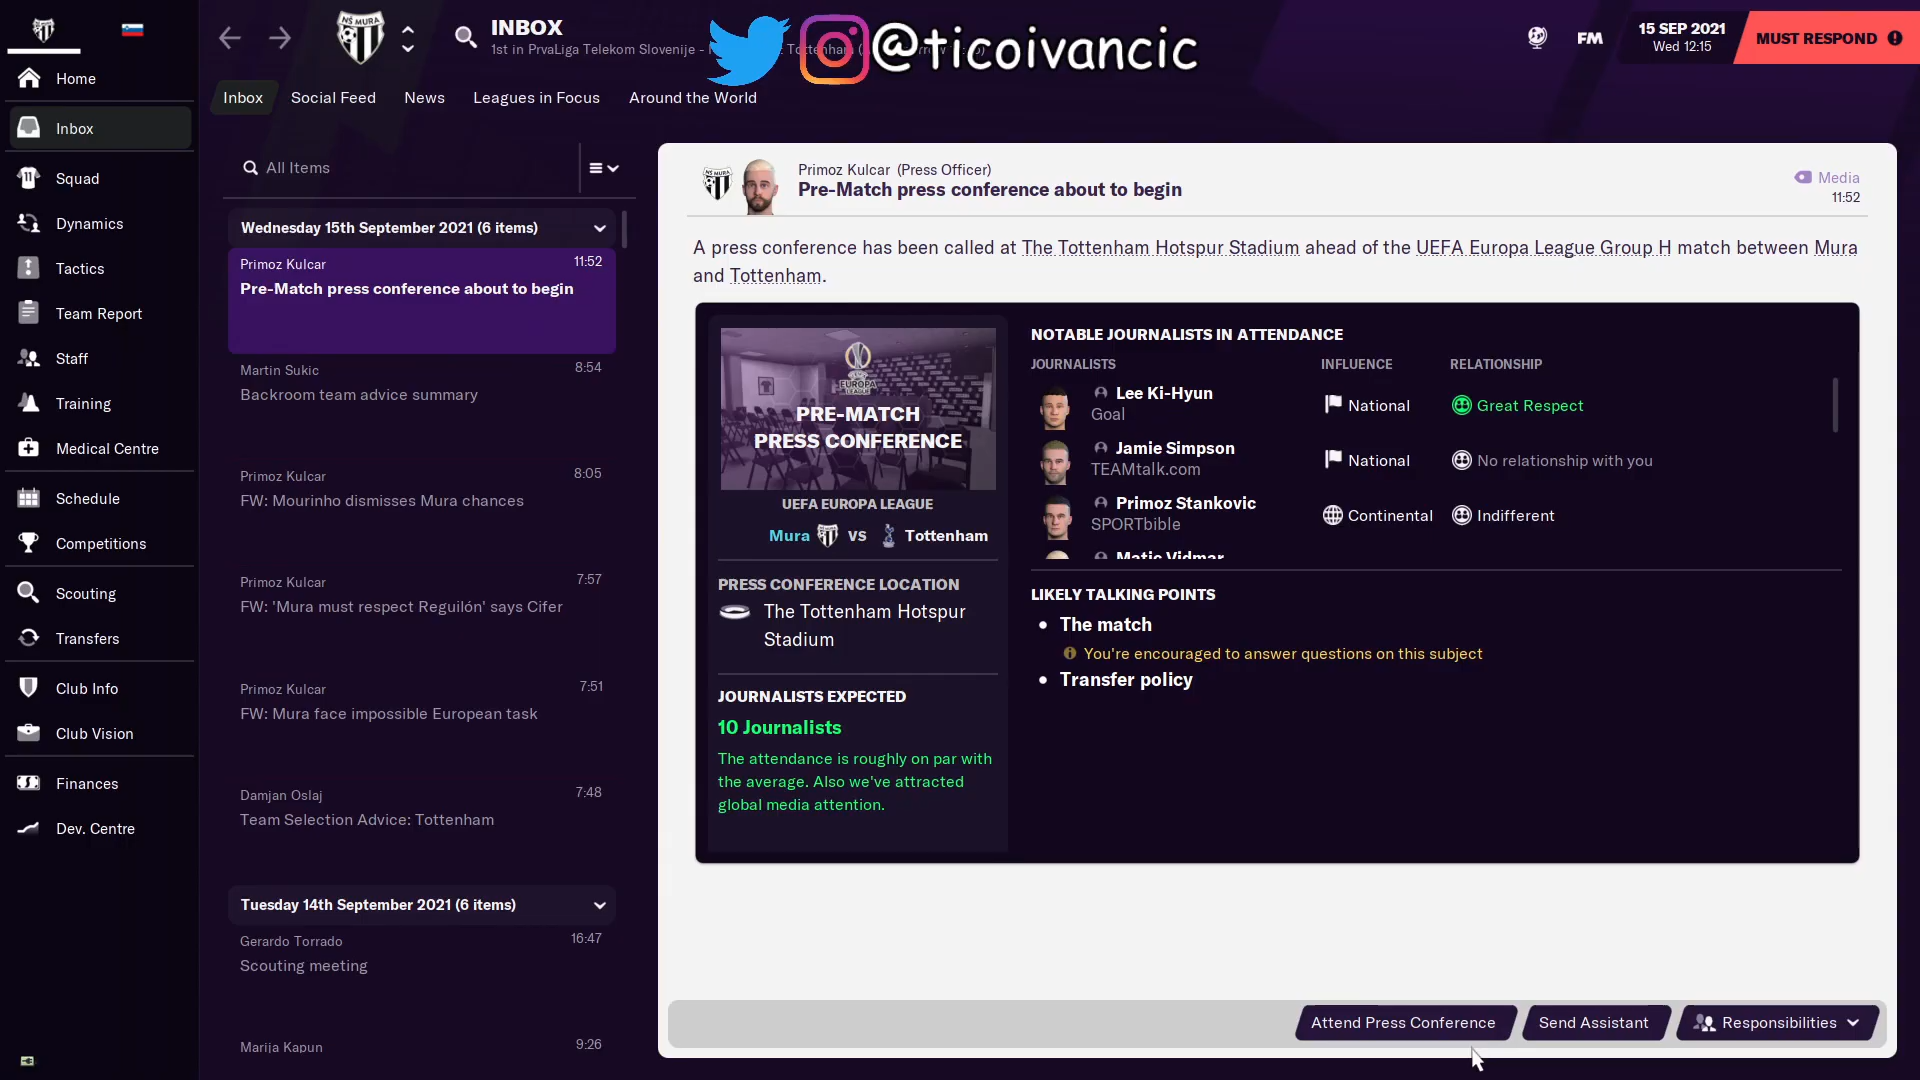 NŠ MURA
INBOX
1st in PrvaLiga Telekom Slovenije -
@ticoivancic
FM
15 SEP 2021
Wed 12:15
MUST RESPOND
Home
Inbox
Squad
Dynamics
Tactics
Team Report
Staff
Training
Medical Centre
Schedule
Competitions
Scouting
Transfers
Club Info
Club Vision
Finances
Dev. Centre
Inbox
Social Feed
News
Leagues in Focus
Around the World
All Items
Wednesday 15th September 2021 (6 items)
Primoz Kulcar 11:52
Pre-Match press conference about to begin
Martin Sukic 8:54
Backroom team advice summary
Primoz Kulcar 8:05
FW: Mourinho dismisses Mura chances
Primoz Kulcar 7:57
FW: 'Mura must respect Reguilón' says Cifer
Primoz Kulcar 7:51
FW: Mura face impossible European task
Damjan Oslaj 7:48
Team Selection Advice: Tottenham
Tuesday 14th September 2021 (6 items)
Gerardo Torrado 16:47
Scouting meeting
Marija Kapun 9:26
Primoz Kulcar (Press Officer)
Pre-Match press conference about to begin
Media
11:52
A press conference has been called at The Tottenham Hotspur Stadium ahead of the UEFA Europa League Group H match between Mura
and Tottenham.
EUROPA
LEAGUE
PRE-MATCH
PRESS CONFERENCE
UEFA EUROPA LEAGUE
Mura VS Tottenham
PRESS CONFERENCE LOCATION
The Tottenham Hotspur
Stadium
JOURNALISTS EXPECTED
10 Journalists
The attendance is roughly on par with
the average. Also we've attracted
global media attention.
NOTABLE JOURNALISTS IN ATTENDANCE
JOURNALISTS INFLUENCE RELATIONSHIP
Lee Ki-Hyun
Goal
National Great Respect
Jamie Simpson
TEAMtalk.com
National No relationship with you
Primoz Stankovic
SPORTbible
Continental Indifferent
Matic Vidmar
LIKELY TALKING POINTS
• The match
You're encouraged to answer questions on this subject
• Transfer policy
Attend Press Conference
Send Assistant
Responsibilities